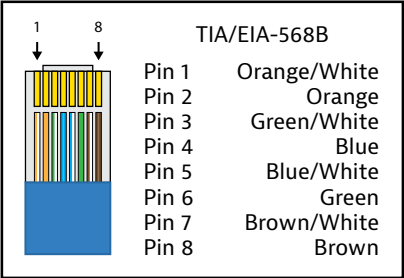 1 8
TIA/EIA-568B
Pin 1 Orange/White
Pin 2 Orange
Pin 3 Green/White
Pin 4 Blue
Pin 5 Blue/White
Pin 6 Green
Pin 7 Brown/White
Pin 8 Brown